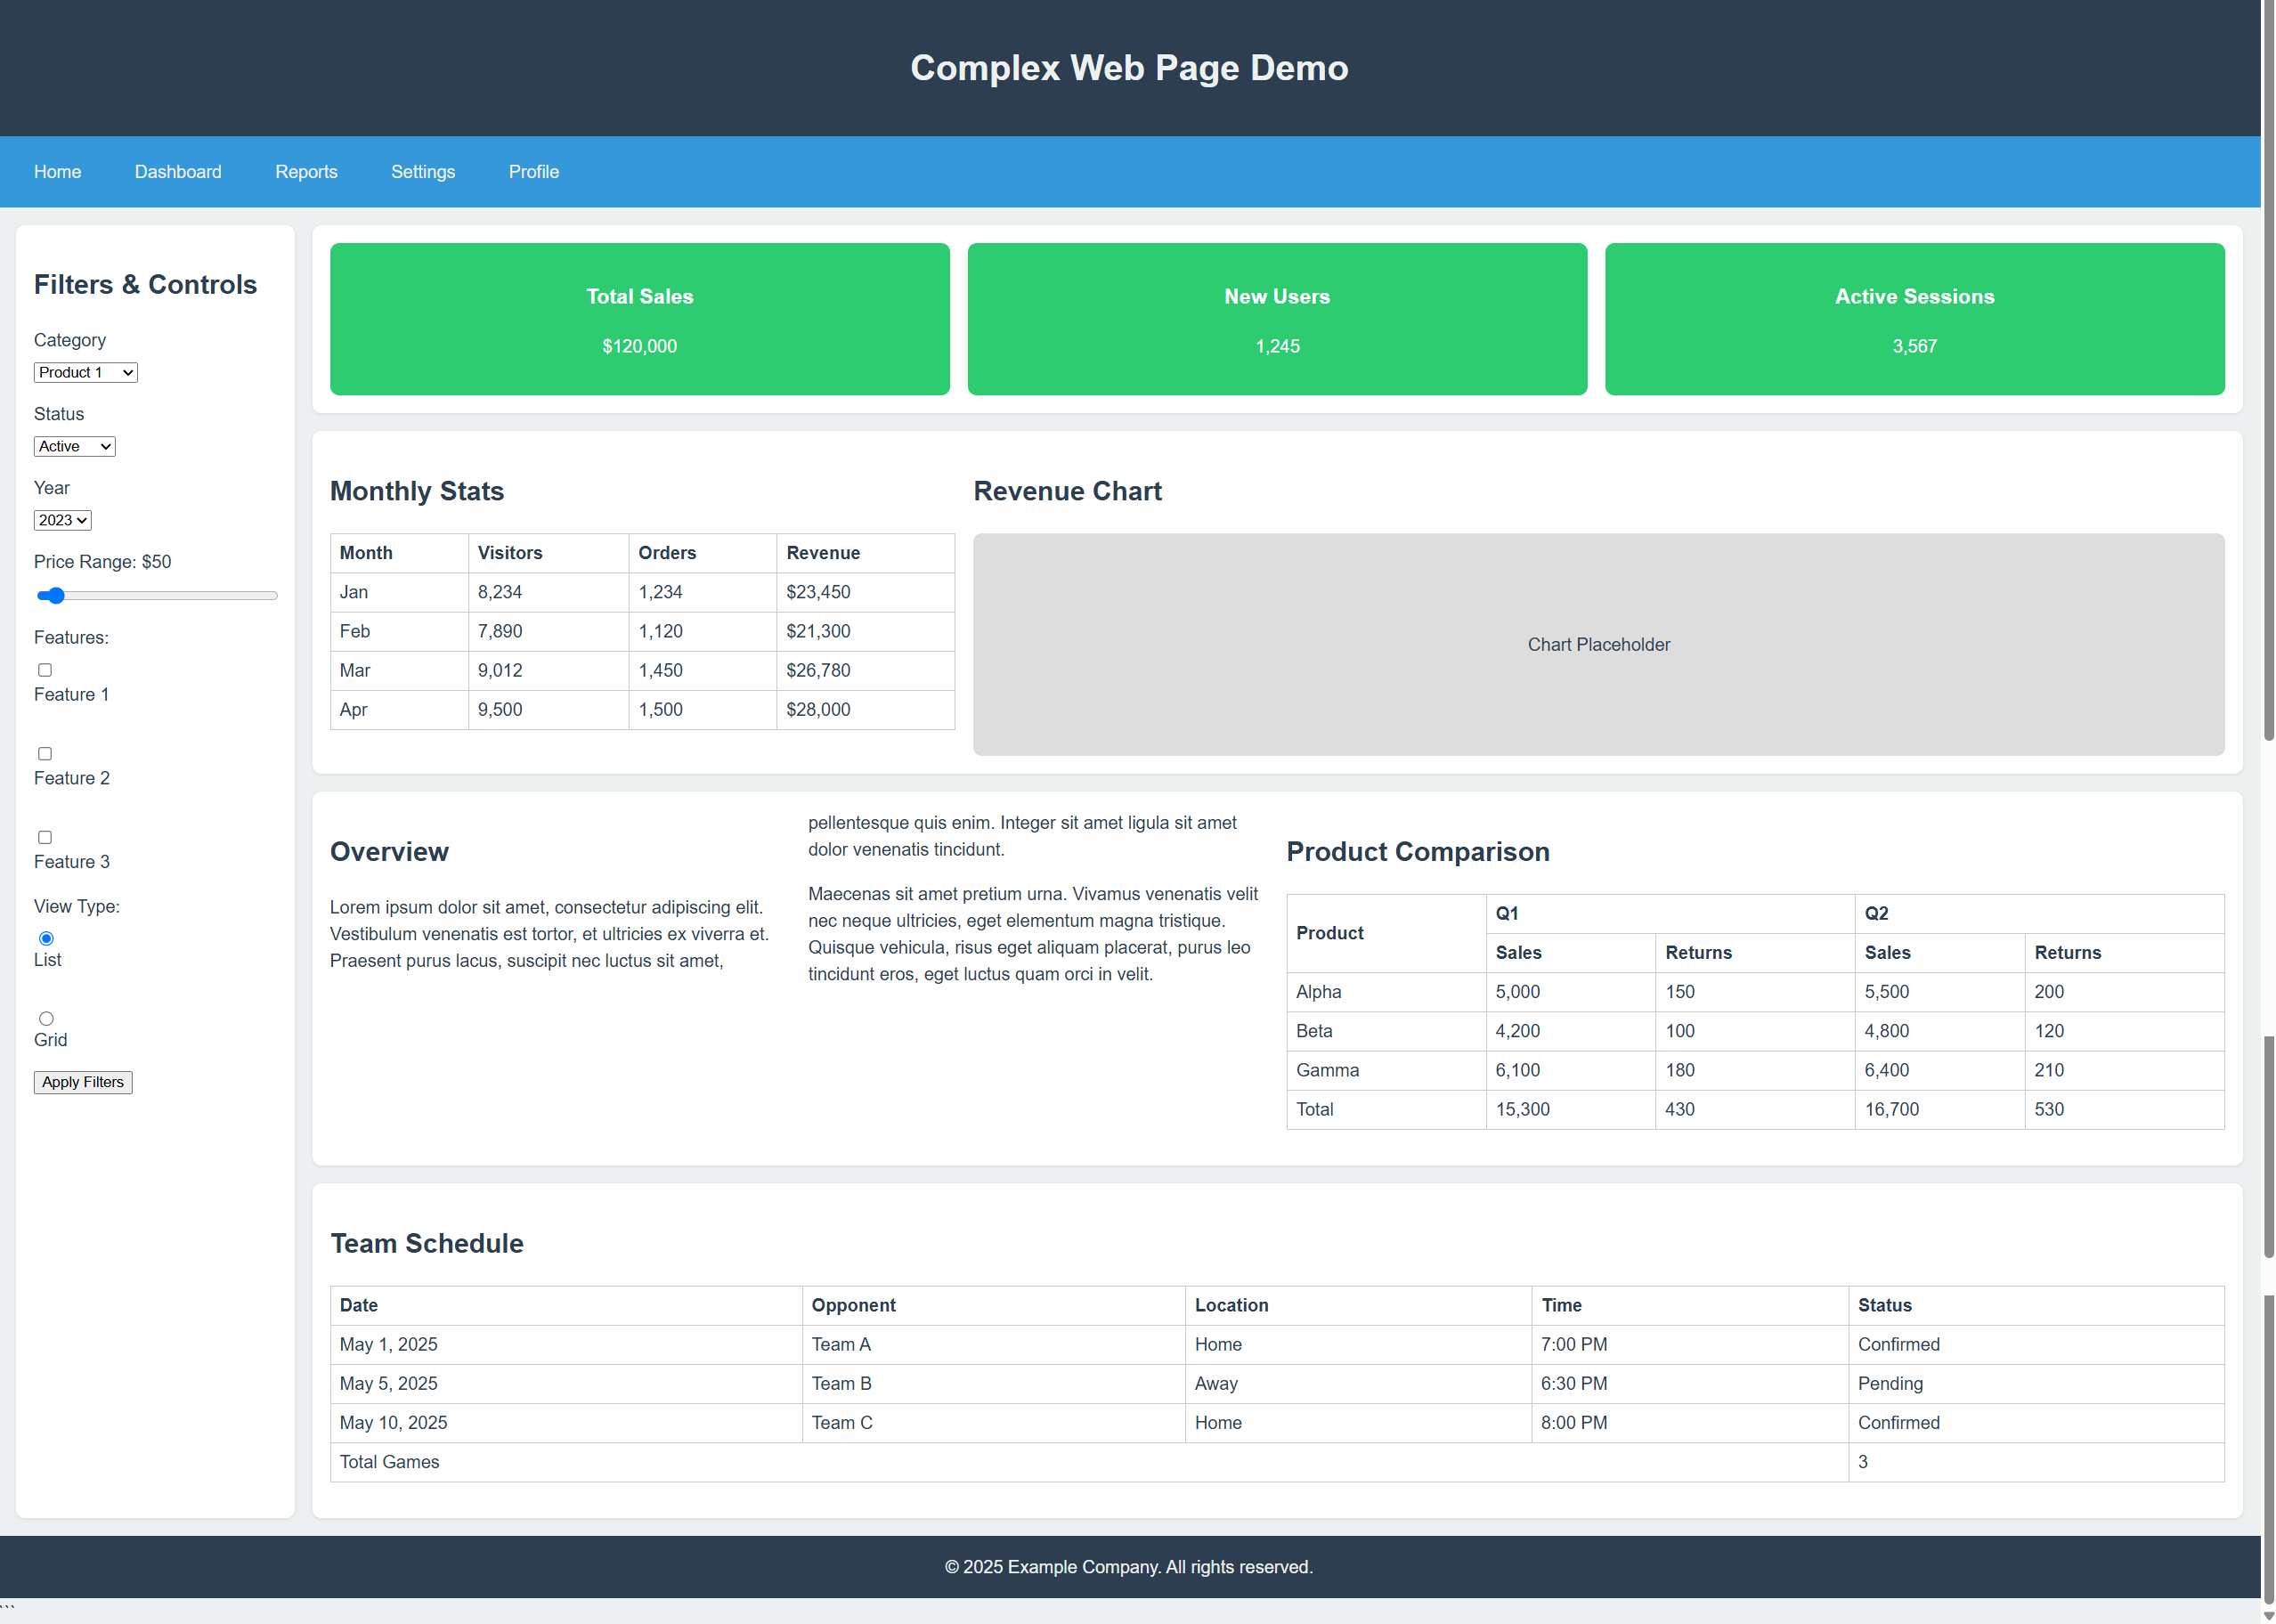 Complex Web Page Demo
Home Dashboard Reports Settings Profile
Filters & Controls
Category
Product 1
Status
Active
Year
2023
Price Range: $50
Features:
Feature 1
Feature 2
Feature 3
View Type:
List
Grid
Apply Filters
Total Sales
$120,000
New Users
1,245
Active Sessions
3,567
Monthly Stats
Month Visitors Orders Revenue
Jan 8,234 1,234 $23,450
Feb 7,890 1,120 $21,300
Mar 9,012 1,450 $26,780
Apr 9,500 1,500 $28,000
Revenue Chart
Chart Placeholder
Overview
Lorem ipsum dolor sit amet, consectetur adipiscing elit.
Vestibulum venenatis est tortor, et ultricies ex viverra et.
Praesent purus lacus, suscipit nec luctus sit amet,
pellentesque quis enim. Integer sit amet ligula sit amet
dolor venenatis tincidunt.
Maecenas sit amet pretium urna. Vivamus venenatis velit
nec neque ultricies, eget elementum magna tristique.
Quisque vehicula, risus eget aliquam placerat, purus leo
tincidunt eros, eget luctus quam orci in velit.
Product Comparison
Product Q1 Q2
Sales Returns Sales Returns
Alpha 5,000 150 5,500 200
Beta 4,200 100 4,800 120
Gamma 6,100 180 6,400 210
Total 15,300 430 16,700 530
Team Schedule
Date Opponent Location Time Status
May 1, 2025 Team A Home 7:00 PM Confirmed
May 5, 2025 Team B Away 6:30 PM Pending
May 10, 2025 Team C Home 8:00 PM Confirmed
Total Games 3
© 2025 Example Company. All rights reserved.
```